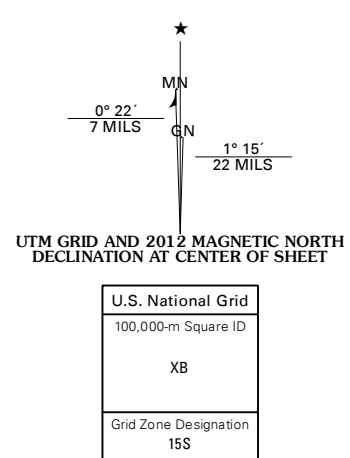 ★
MN
0° 22´
7 MILS
GN
1° 15´
22 MILS
UTM GRID AND 2012 MAGNETIC NORTH
DECLINATION AT CENTER OF SHEET
U.S. National Grid
100,000-m Square ID
XB
Grid Zone Designation
15S